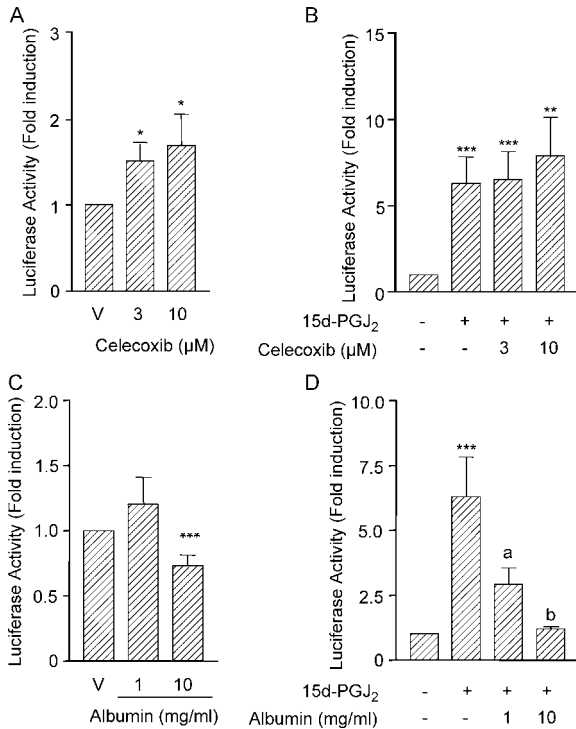 A
Luciferase Activity (Fold induction)
3
2
1
0
*
*
V 3 10
Celecoxib (µM)
B
Luciferase Activity (Fold induction)
15
10
5
0
***
***
**
15d-PGJ2 - + + +
Celecoxib (µM) - - 3 10
C
Luciferase Activity (Fold induction)
2.0
1.5
1.0
0.5
0
***
V 1 10
Albumin (mg/ml)
D
Luciferase Activity (Fold induction)
10.0
7.5
5.0
2.5
0
***
a
b
15d-PGJ2 - + + +
Albumin (mg/ml) - - 1 10